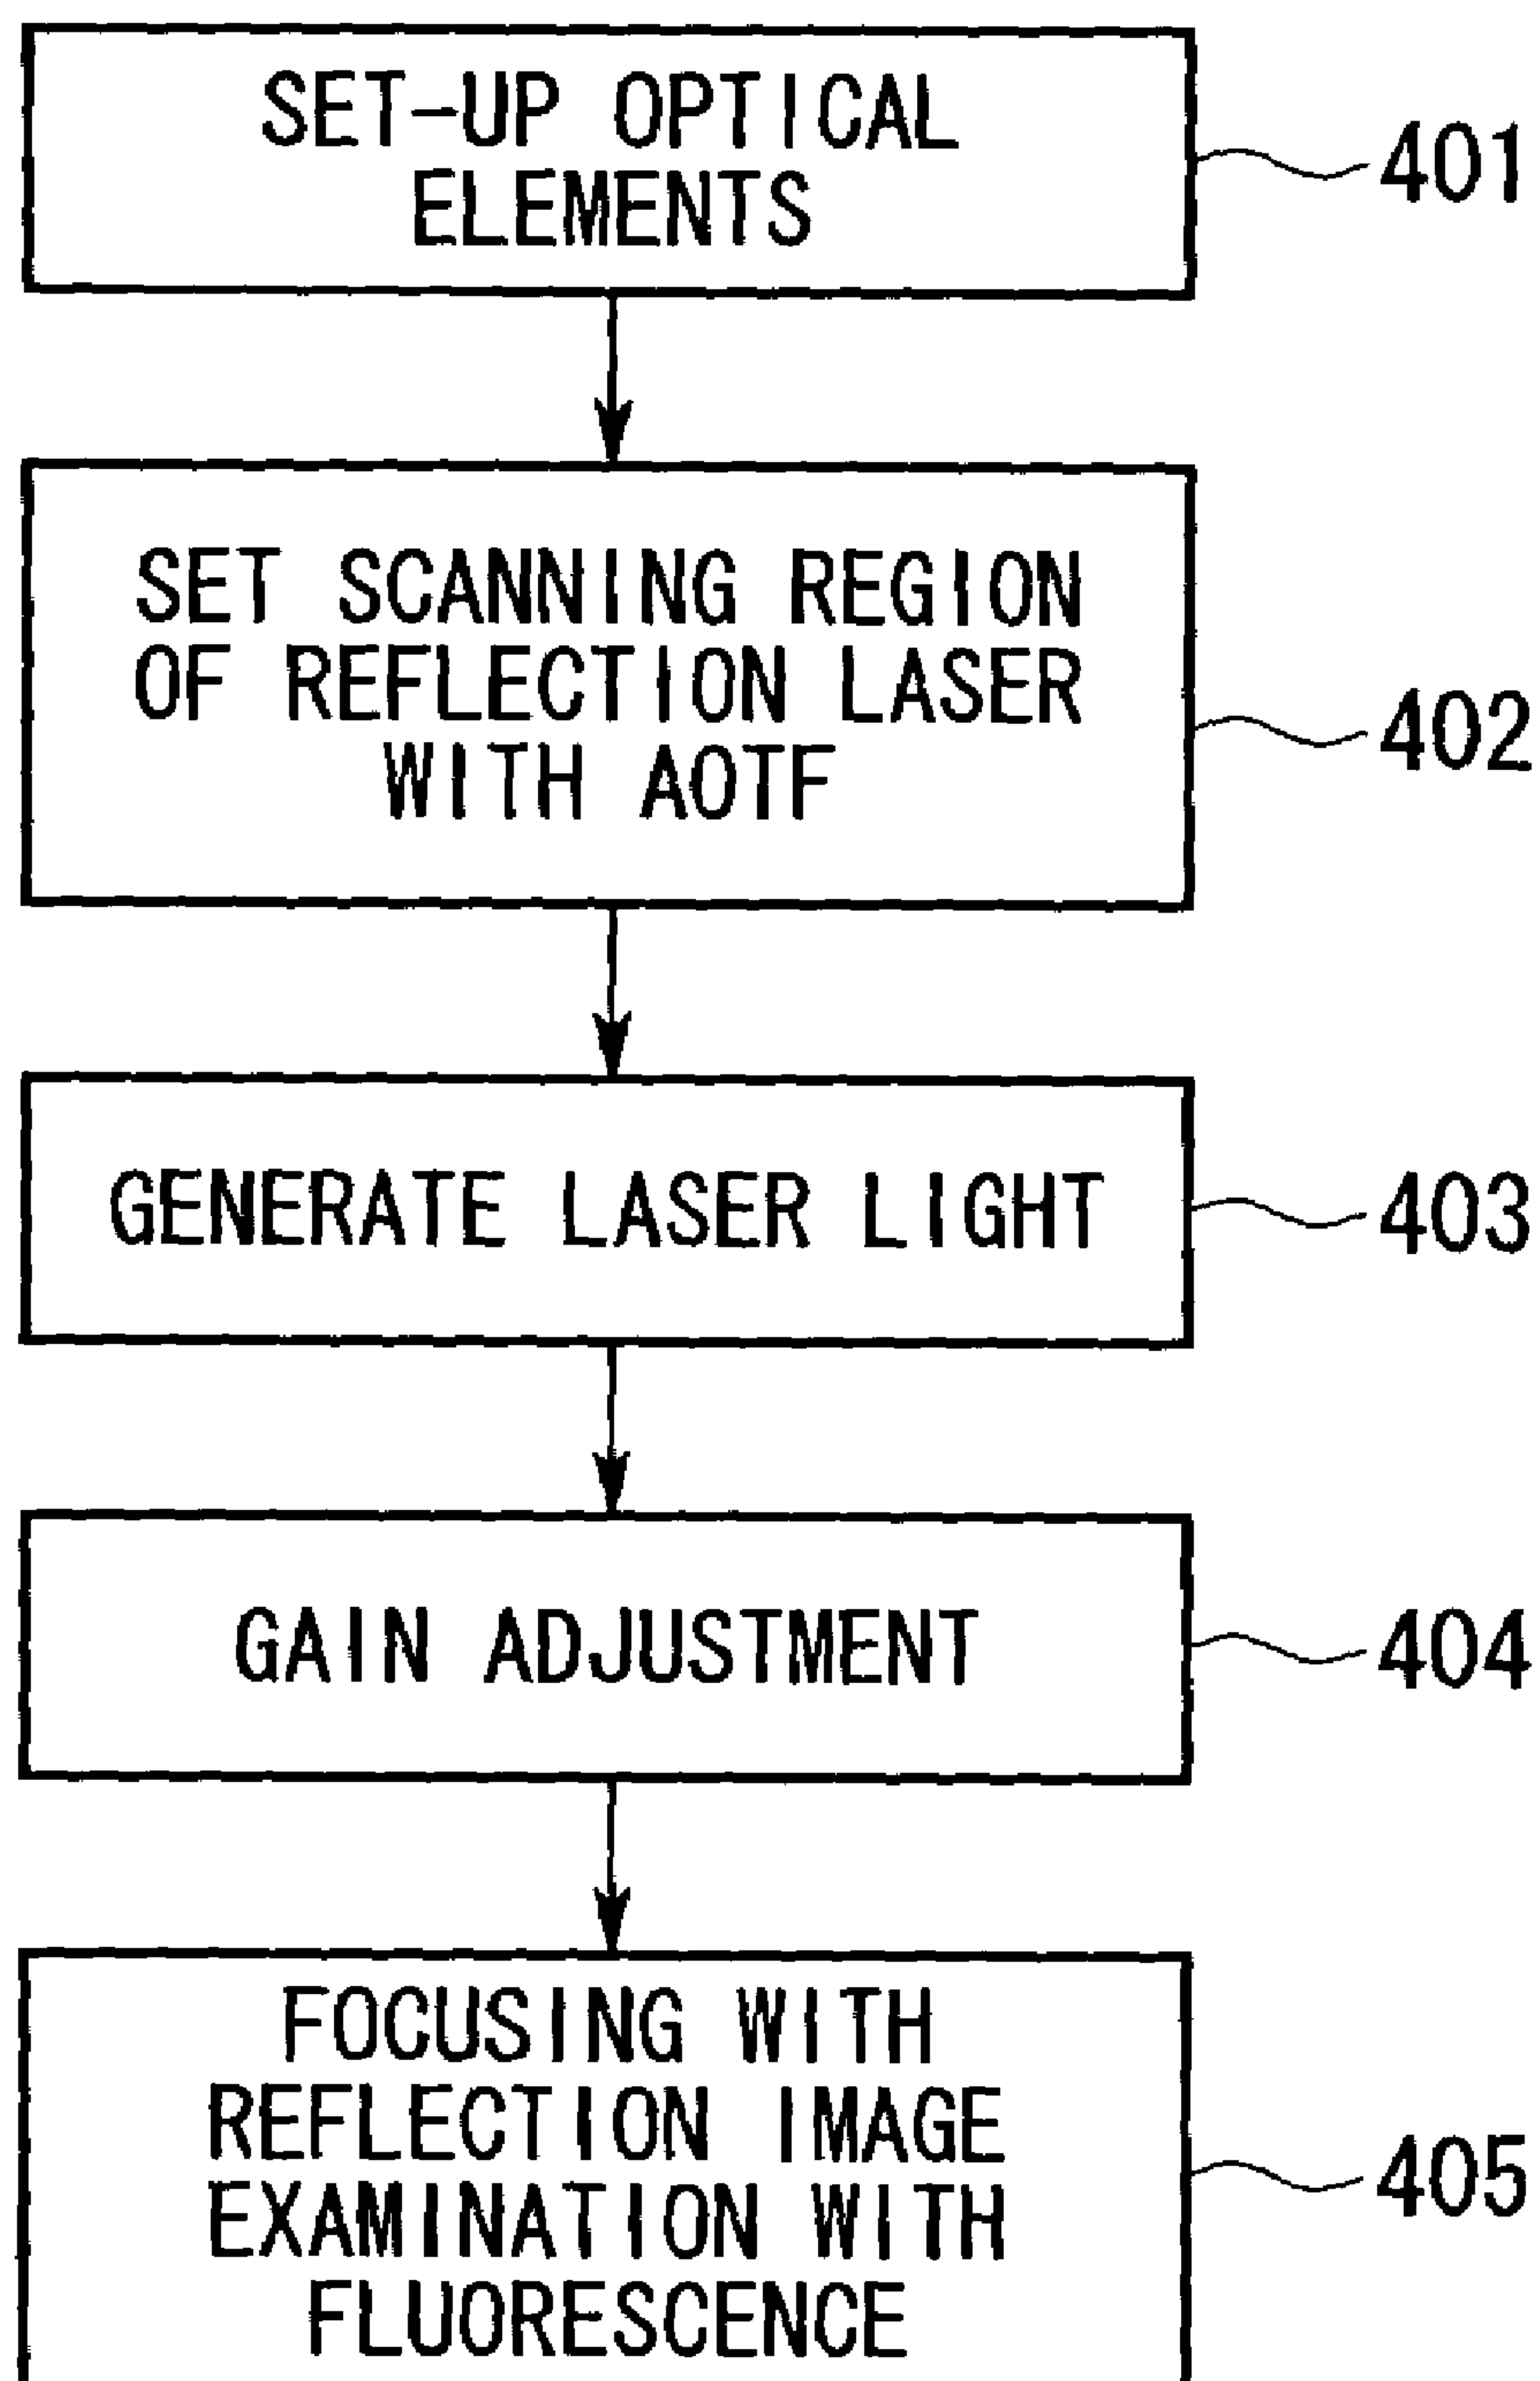 SET-UP OPTICAL
ELEMENTS
401
SET SCANNING REGION
OF REFLECTION LASER
WITH AOTF
402
GENERATE LASER LIGHT
403
GAIN ADJUSTMENT
404
FOCUSING WITH
REFLECTION IMAGE
EXAMINATION WITH
FLUORESCENCE
405